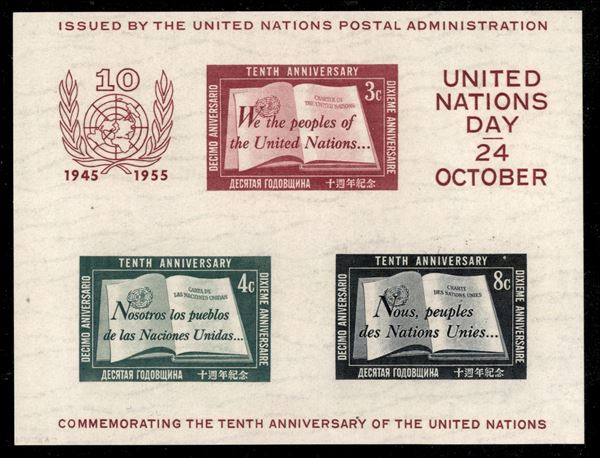 ISSUED BY THE UNITED NATIONS POSTAL ADMINISTRATION
10
1945 1955
TENTH ANNIVERSARY
DECIMO ANIVERSARIO
DIXIÈME ANNIVERSAIRE
CHARTER OF
THE UNITED NATIONS
3c
We the peoples of
the United Nations...
ДЕСЯТАЯ ГОДОВЩИНА 十週年紀念
UNITED
NATIONS
DAY
24
OCTOBER
TENTH ANNIVERSARY
DECIMO ANIVERSARIO
DIXIÈME ANNIVERSAIRE
CARTA DE
LAS NACIONES UNIDAS
4c
Nosotros los pueblos
de las Naciones Unidas...
ДЕСЯТАЯ ГОДОВЩИНА 十週年紀念
TENTH ANNIVERSARY
DECIMO ANIVERSARIO
DIXIÈME ANNIVERSAIRE
CHARTE
DES NATIONS UNIES
8c
Nous, peuples
des Nations Unies...
ДЕСЯТАЯ ГОДОВЩИНА 十週年紀念
COMMEMORATING THE TENTH ANNIVERSARY OF THE UNITED NATIONS